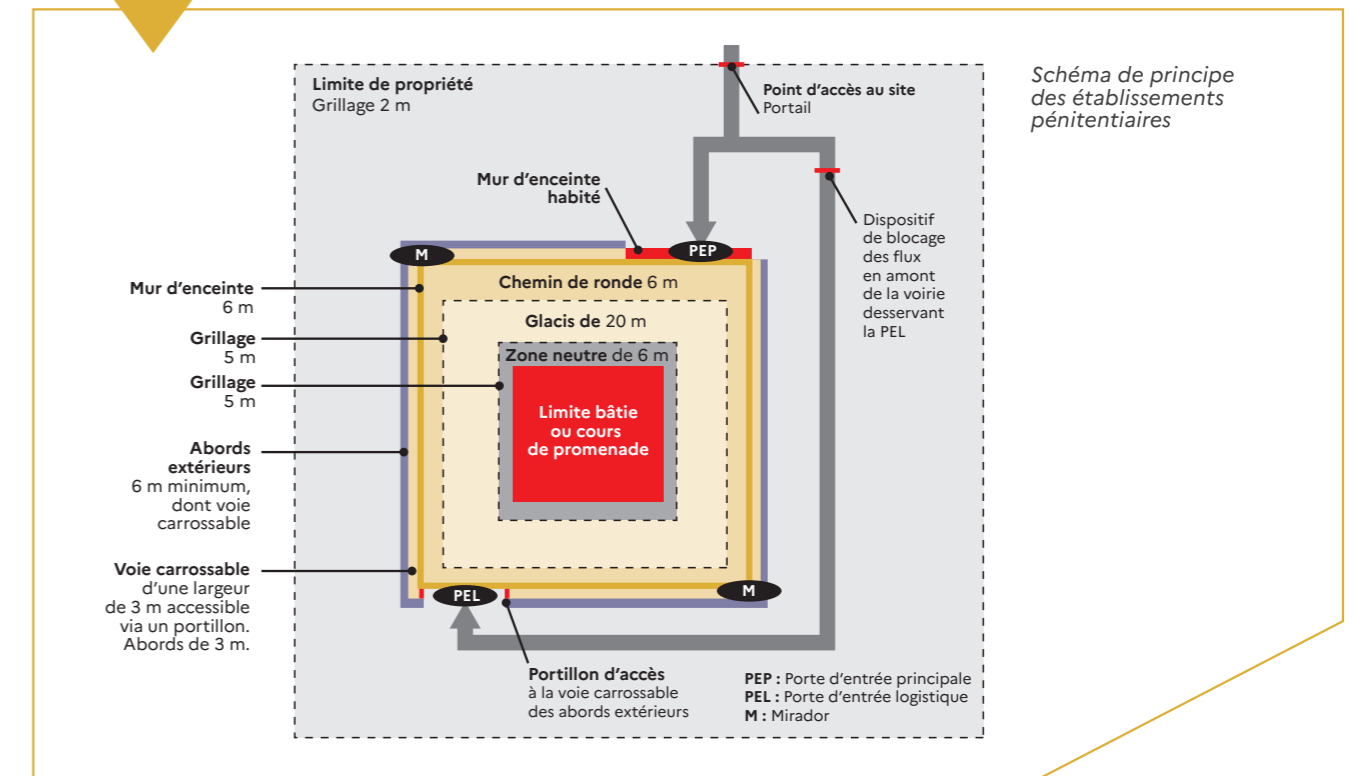 Schéma de principe
des établissements
pénitentiaires
Limite de propriété
Grillage 2 m
Point d'accès au site
Portail
Mur d'enceinte
habité
Dispositif
de blocage
des flux
en amont
de la voirie
desservant
la PEL
M
PEP
Mur d'enceinte
6 m
Chemin de ronde 6 m
Grillage
5 m
Glacis de 20 m
Grillage
5 m
Zone neutre de 6 m
Limite bâtie
ou cours
de promenade
Abords
extérieurs
6 m minimum,
dont voie
carrossable
Voie carrossable
d'une largeur
de 3 m accessible
via un portillon.
Abords de 3 m.
PEL
M
Portillon d'accès
à la voie carrossable
des abords extérieurs
PEP : Porte d'entrée principale
PEL : Porte d'entrée logistique
M : Mirador